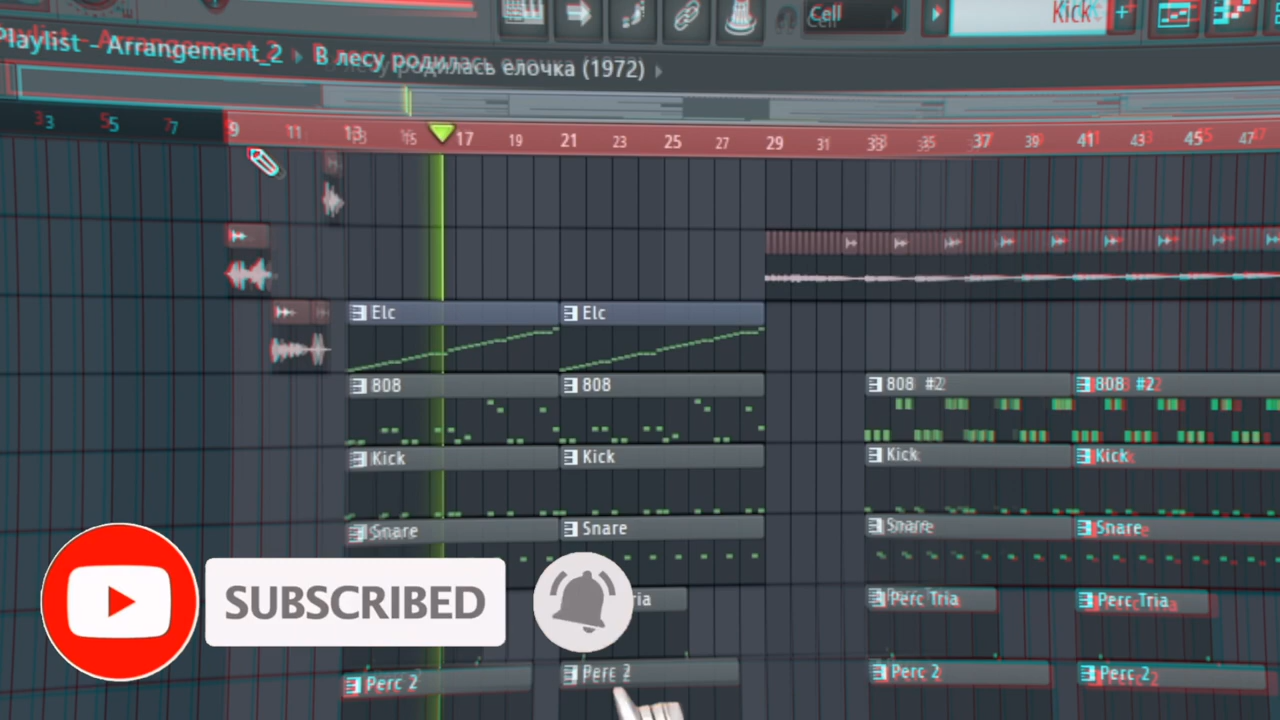 Cell
Kick
Playlist - Arrangement_2 ▸ В лесу родилась елочка (1972) ▸
3 5 7 9 11 13 15 17 19 21 23 25 27 29 31 33 35 37 39 41 43 45 47
Elc Elc
808 808 808 #2 808 #2
Kick Kick Kick Kick
Snare Snare Snare Snare
Perc Tria Perc Tria
Perc 2 Perc 2 Perc 2 Perc 2
SUBSCRIBED